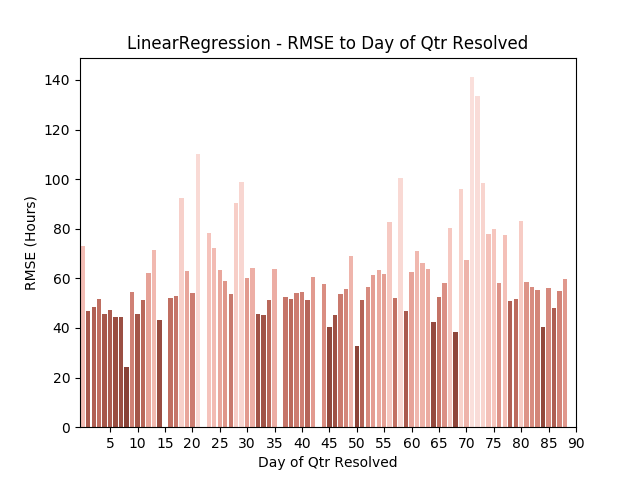 LinearRegression - RMSE to Day of Qtr Resolved
140
120
100
80
60
40
20
0
RMSE (Hours)
5 10 15 20 25 30 35 40 45 50 55 60 65 70 75 80 85 90
Day of Qtr Resolved